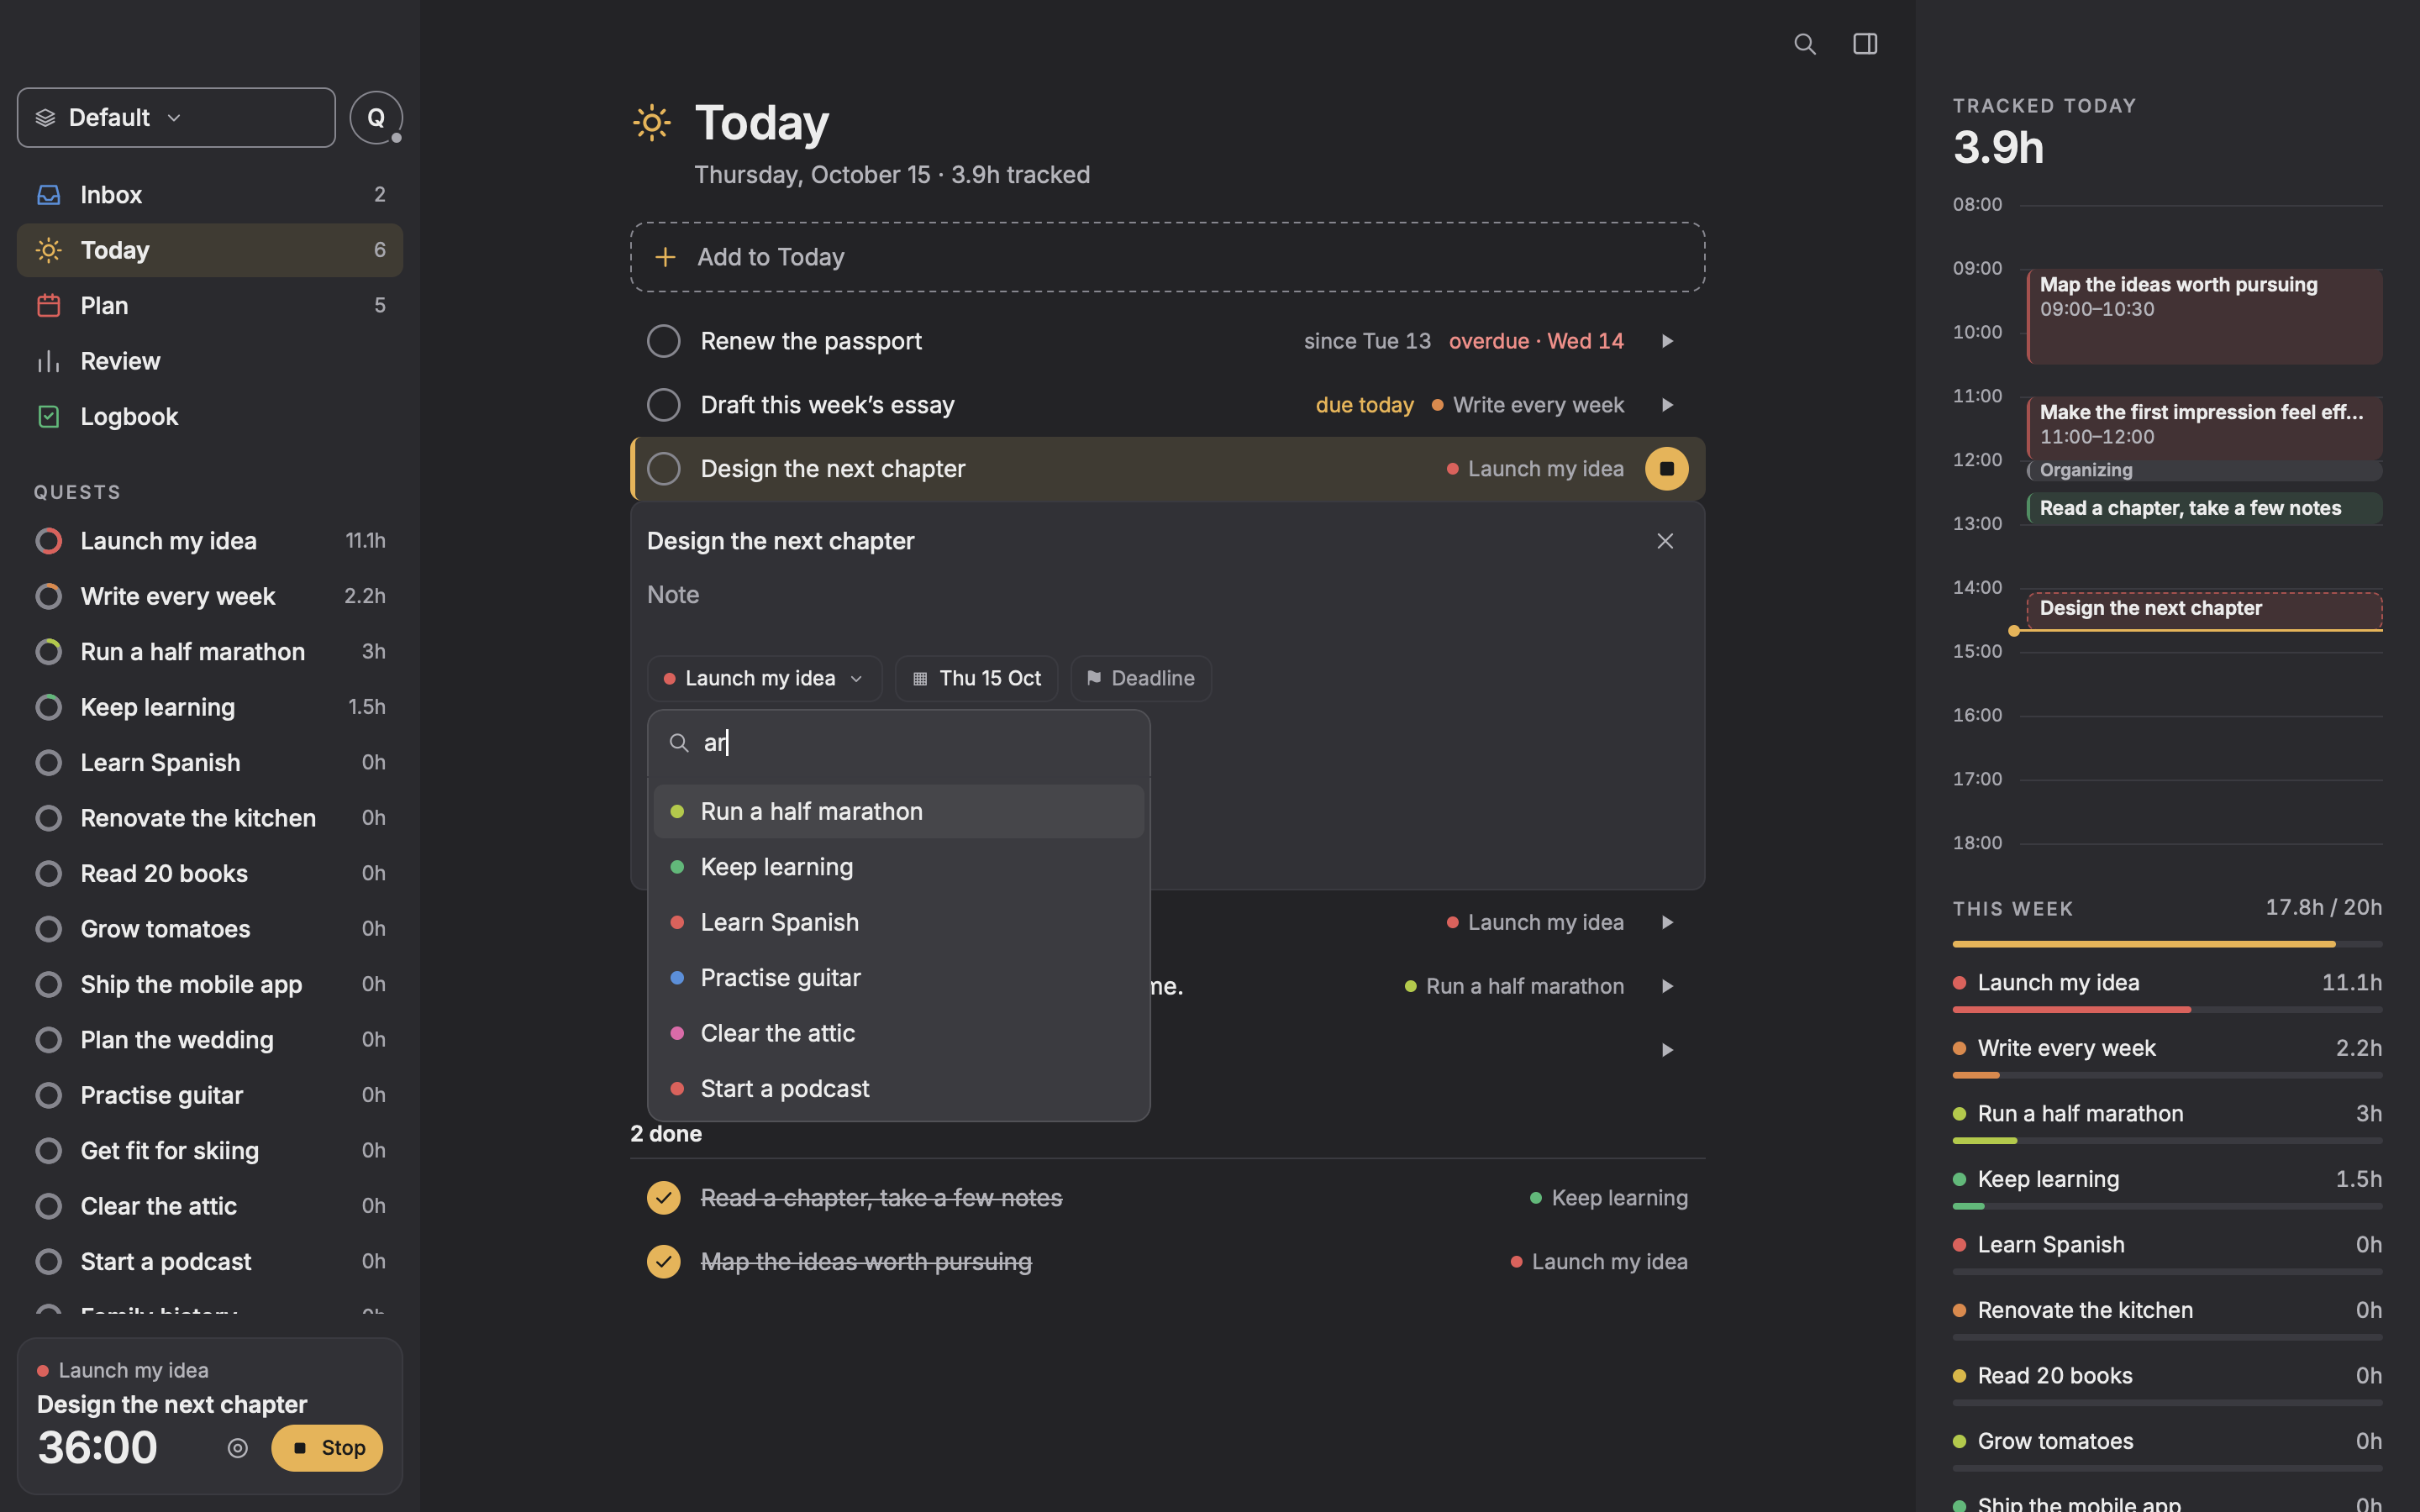 Default
Q
Inbox 2
Today 6
Plan 5
Review
Logbook
QUESTS
Launch my idea 11.1h
Write every week 2.2h
Run a half marathon 3h
Keep learning 1.5h
Learn Spanish 0h
Renovate the kitchen 0h
Read 20 books 0h
Grow tomatoes 0h
Ship the mobile app 0h
Plan the wedding 0h
Practise guitar 0h
Get fit for skiing 0h
Clear the attic 0h
Start a podcast 0h
Family history 0h
Launch my idea
Design the next chapter
36:00 Stop
Today
Thursday, October 15 · 3.9h tracked
Add to Today
Renew the passport since Tue 13 overdue · Wed 14
Draft this week’s essay due today Write every week
Design the next chapter Launch my idea
Design the next chapter
Note
Launch my idea Thu 15 Oct Deadline
ar
Run a half marathon
Keep learning
Learn Spanish
Practise guitar
Clear the attic
Start a podcast
Launch my idea
me. Run a half marathon
2 done
Read a chapter, take a few notes Keep learning
Map the ideas worth pursuing Launch my idea
TRACKED TODAY
3.9h
08:00
09:00
Map the ideas worth pursuing
09:00–10:30
10:00
11:00
Make the first impression feel eff…
11:00–12:00
12:00
Organizing
Read a chapter, take a few notes
13:00
14:00
Design the next chapter
15:00
16:00
17:00
18:00
THIS WEEK 17.8h / 20h
Launch my idea 11.1h
Write every week 2.2h
Run a half marathon 3h
Keep learning 1.5h
Learn Spanish 0h
Renovate the kitchen 0h
Read 20 books 0h
Grow tomatoes 0h
Ship the mobile app 0h